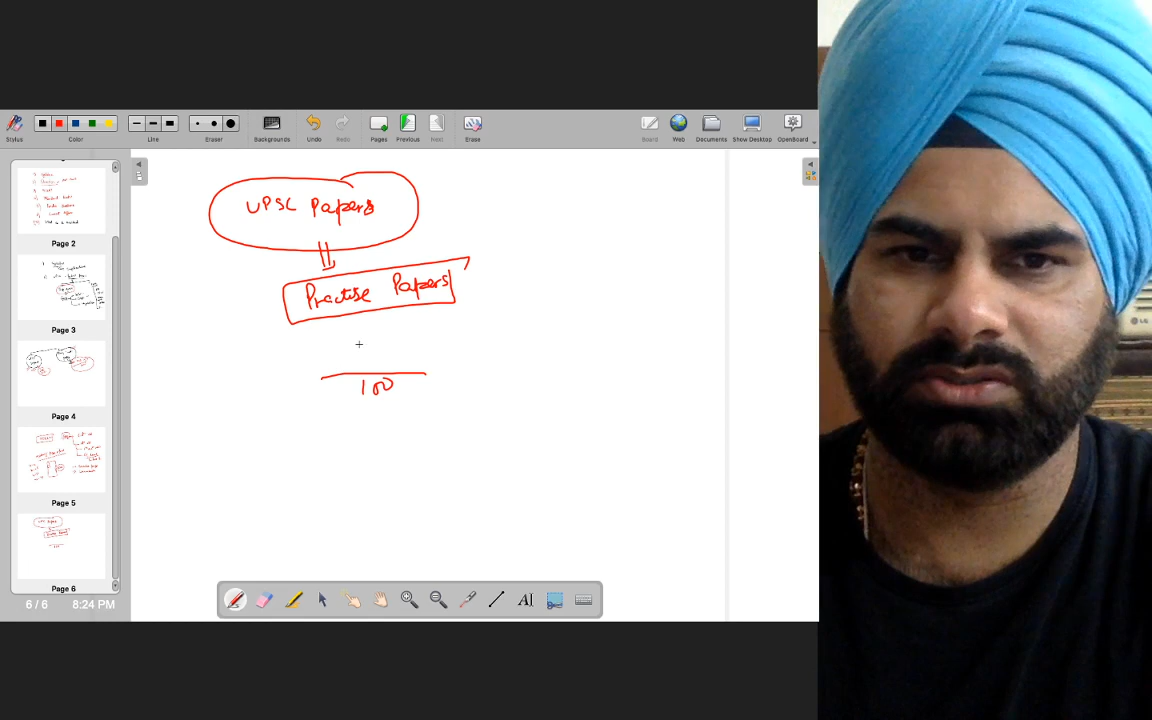 Stylus
Color
Line
Eraser
Backgrounds
Undo
Redo
Pages
Previous
Next
Erase
Board
Web
Documents
Show Desktop
OpenBoard
Page 2
Page 3
Page 4
Page 5
Page 6
6 / 6 8:24 PM
UPSC Papers
Practise Papers
100
LG